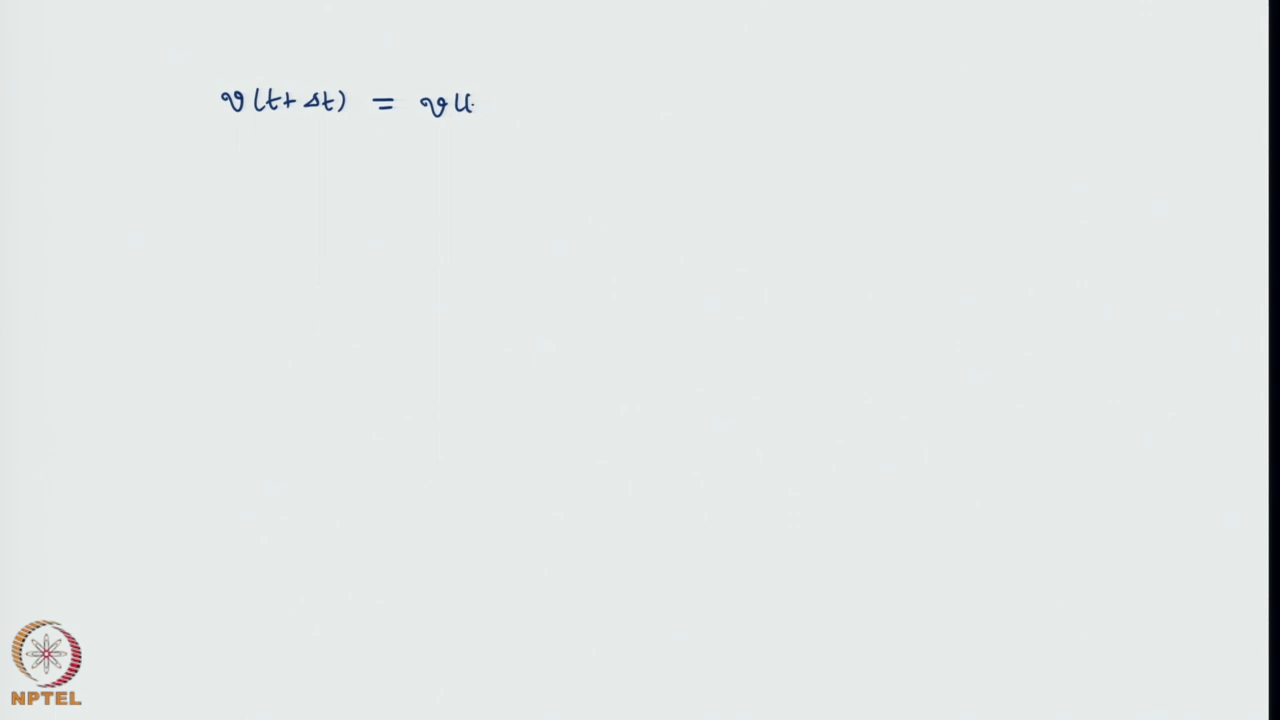 v(t+Δt) = v(
NPTEL